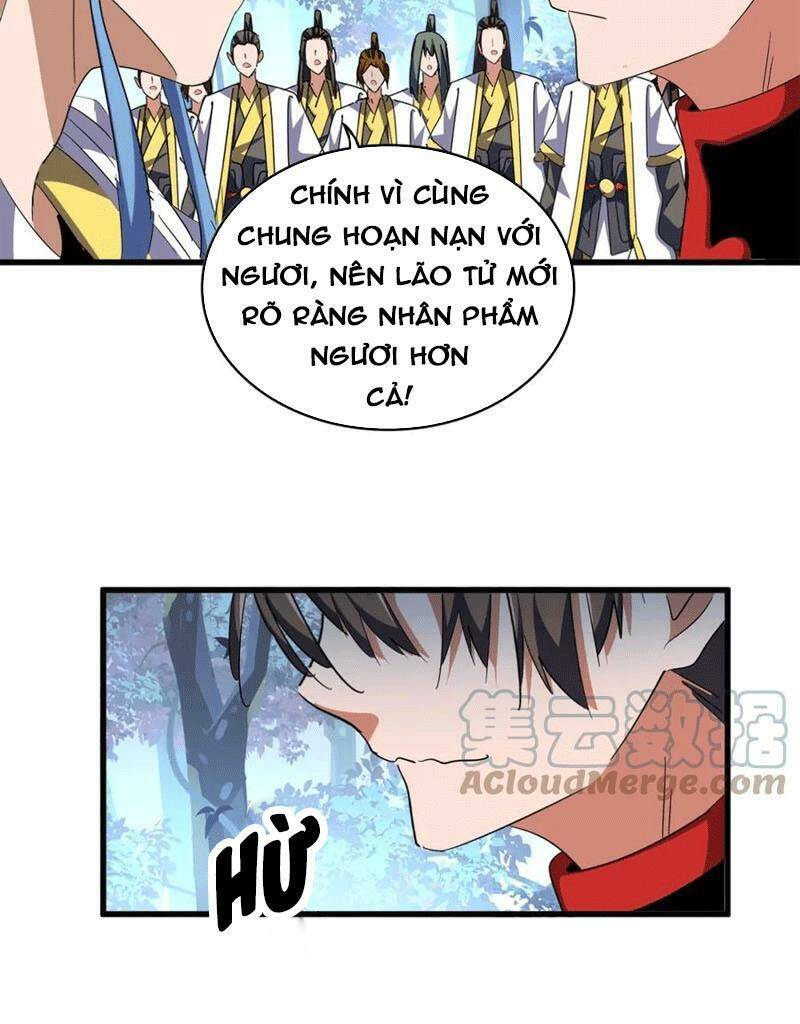 CHÍNH VÌ CÙNG
CHUNG HOẠN NẠN VỚI
NGƯƠI, NÊN LÃO TỬ MỚI
RÕ RÀNG NHÂN PHẨM
NGƯƠI HƠN
CẢ!
集云数据
ACloudMerge.com
HỪ